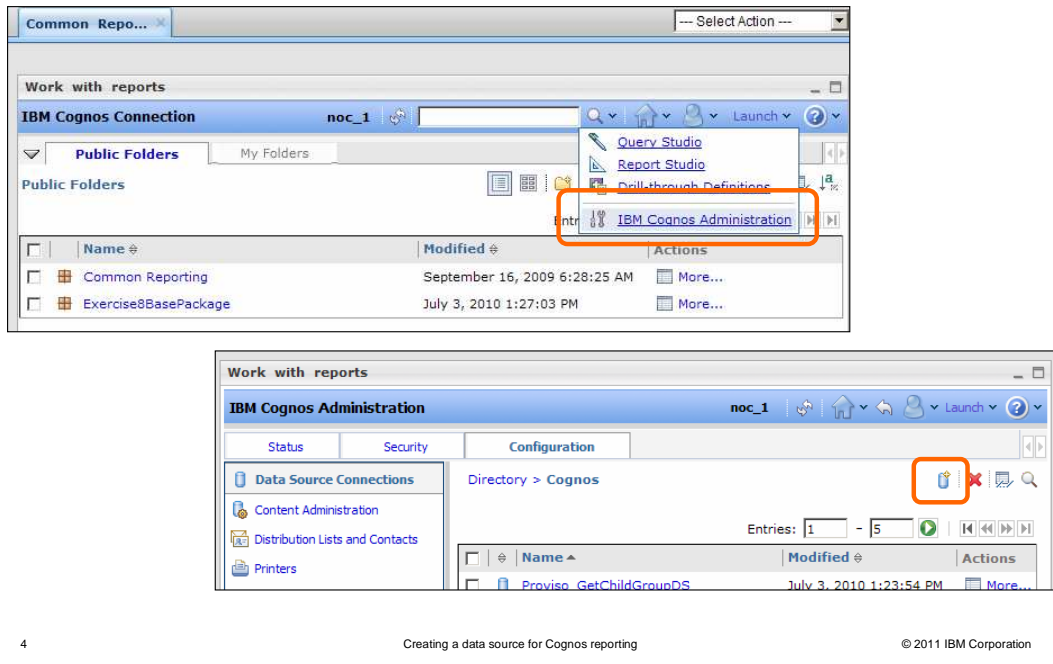 Common Repo...
--- Select Action ---
Work with reports
IBM Cognos Connection noc_1 Launch
Public Folders My Folders
Query Studio
Report Studio
Public Folders
Drill-through Definitions
Entr
IBM Cognos Administration
Name Modified Actions
Common Reporting September 16, 2009 6:28:25 AM More...
Exercise8BasePackage July 3, 2010 1:27:03 PM More...
Work with reports
IBM Cognos Administration noc_1 Launch
Status Security Configuration
Data Source Connections Directory > Cognos
Content Administration
Entries: 1 - 5
Distribution Lists and Contacts
Name Modified Actions
Printers
Proviso_GetChildGroupDS July 3, 2010 1:23:54 PM More...
4 Creating a data source for Cognos reporting © 2011 IBM Corporation